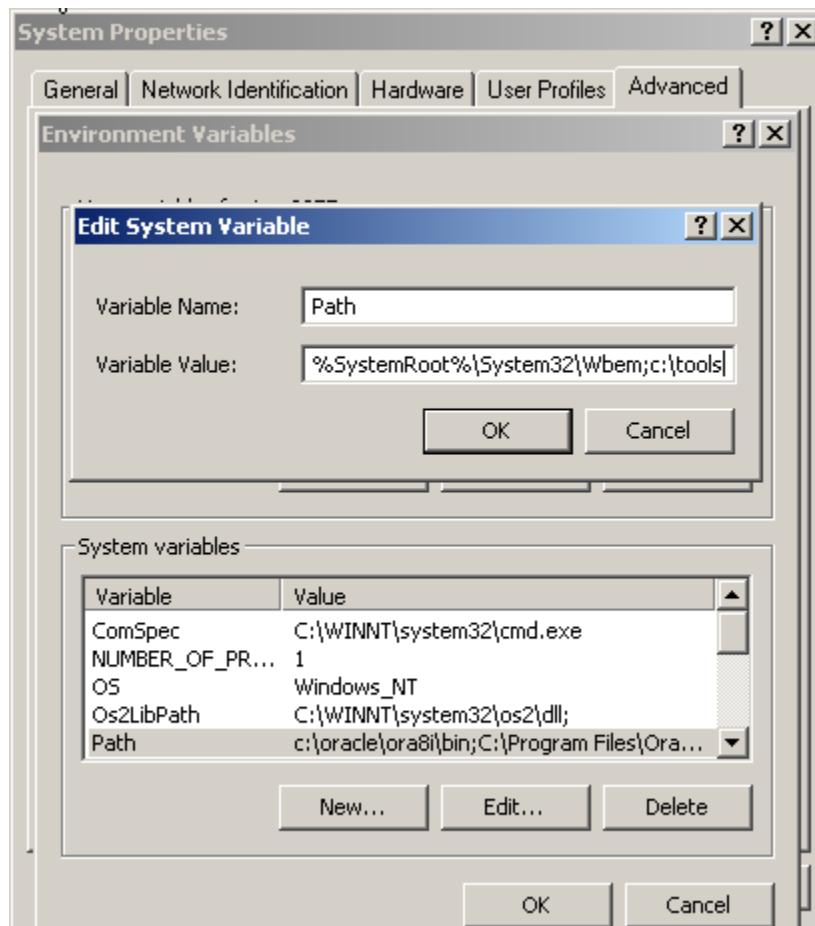 System Properties
General Network Identification Hardware User Profiles Advanced
Environment Variables
Edit System Variable
Variable Name: Path
Variable Value: %SystemRoot%\System32\Wbem;c:\tools
OK Cancel
System variables
Variable Value
ComSpec C:\WINNT\system32\cmd.exe
NUMBER_OF_PR... 1
OS Windows_NT
Os2LibPath C:\WINNT\system32\os2\dll;
Path c:\oracle\ora8i\bin;C:\Program Files\Ora...
New... Edit... Delete
OK Cancel